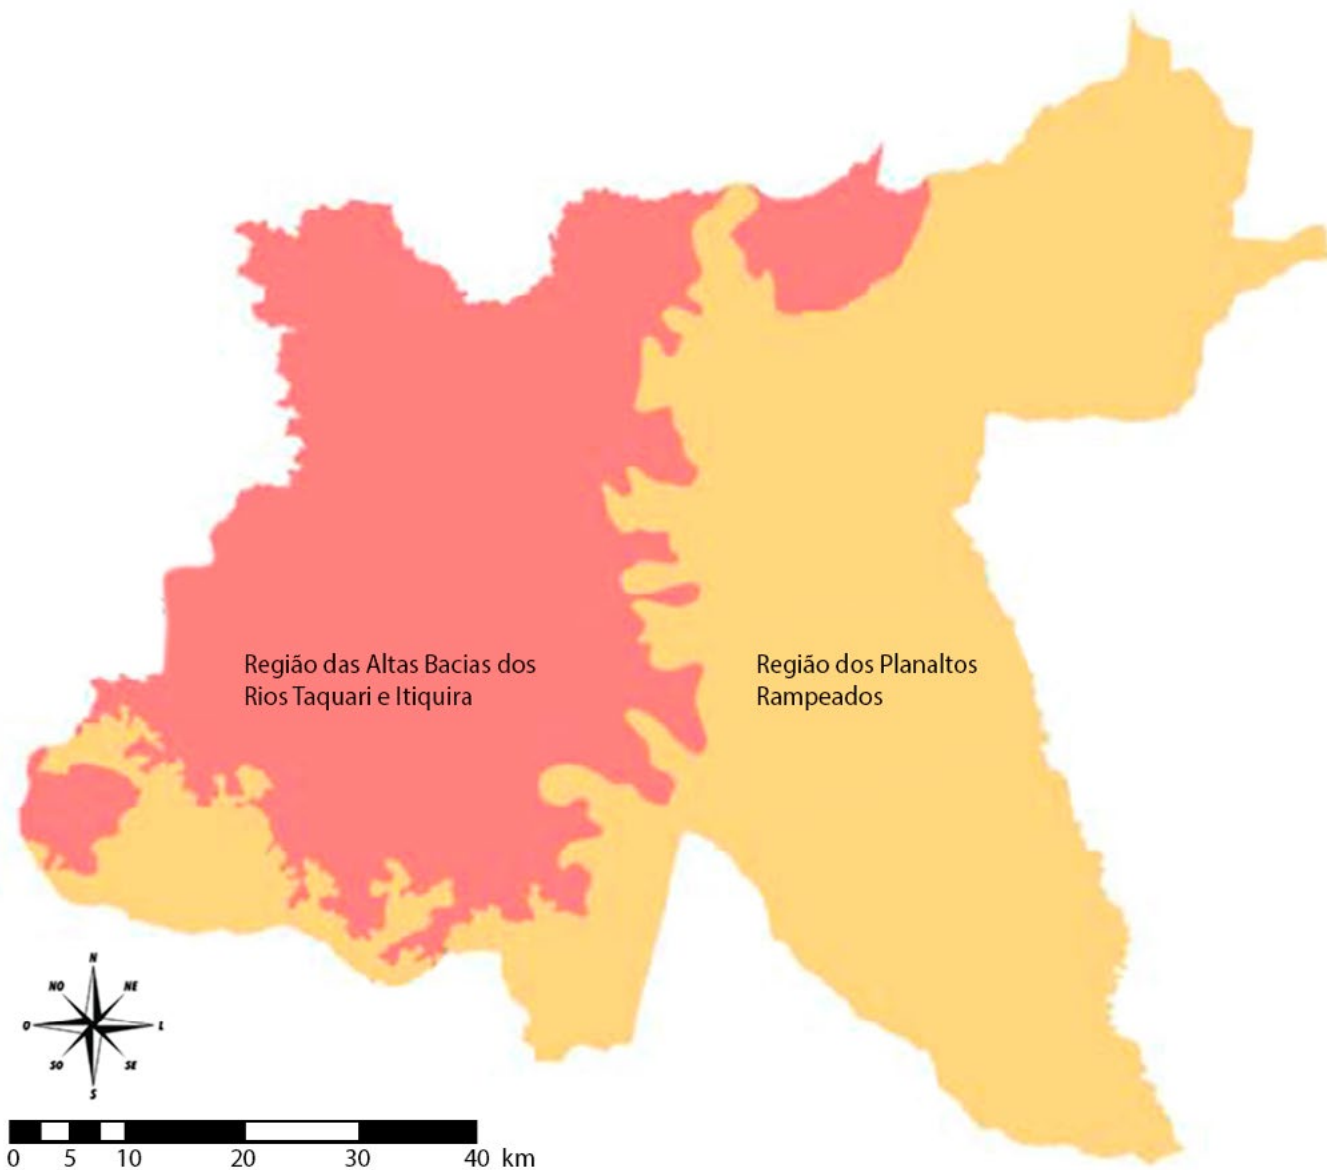 Região das Altas Bacias dos
Rios Taquari e Itiquira
Região dos Planaltos
Rampeados
N
NO NE
O L
SO SE
S
0 5 10 20 30 40 km